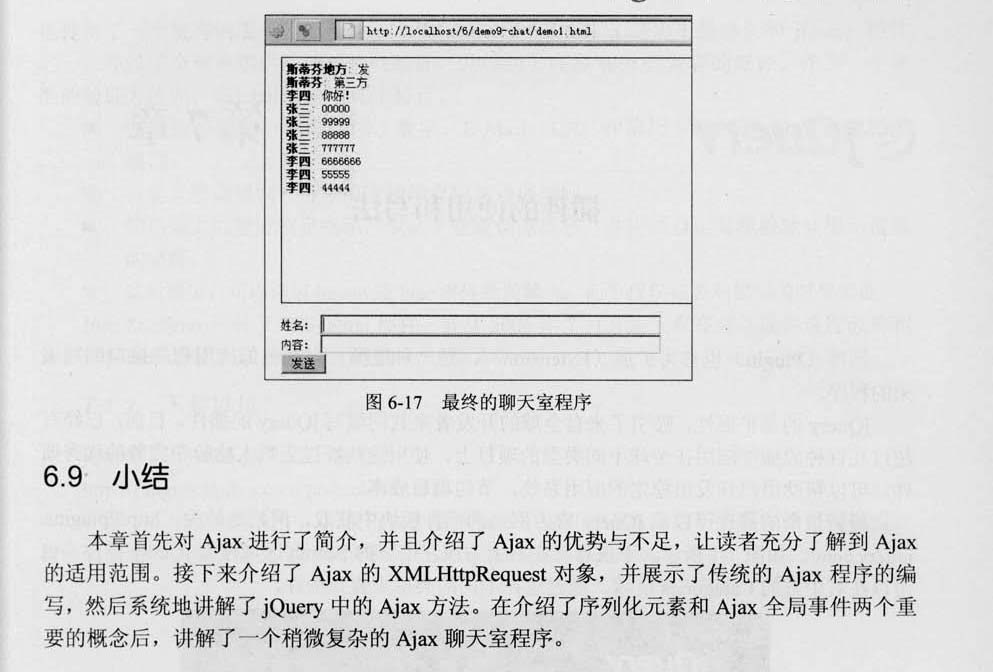 http://localhost/6/demo9-chat/demo1.html
斯蒂芬地方: 发
斯蒂芬: 第三方
李四: 你好!
张三: 00000
张三: 99999
张三: 88888
张三: 777777
李四: 6666666
李四: 55555
李四: 44444
姓名:
内容:
发送
图 6-17 最终的聊天室程序
6.9 小结
本章首先对 Ajax 进行了简介，并且介绍了 Ajax 的优势与不足，让读者充分了解到 Ajax
的适用范围。接下来介绍了 Ajax 的 XMLHttpRequest 对象，并展示了传统的 Ajax 程序的编
写，然后系统地讲解了 jQuery 中的 Ajax 方法。在介绍了序列化元素和 Ajax 全局事件两个重
要的概念后，讲解了一个稍微复杂的 Ajax 聊天室程序。